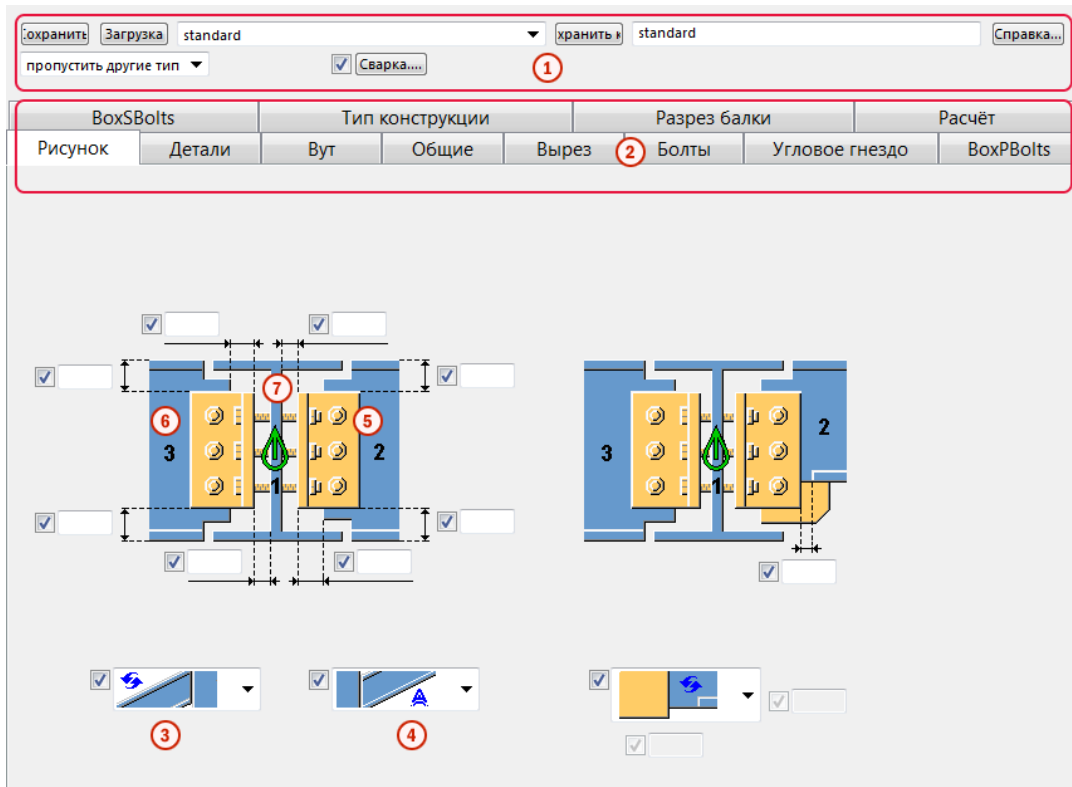 Сохранить Загрузка standard хранить к standard Справка...
пропустить другие тип Сварка.... 1
BoxSBolts Тип конструкции Разрез балки Расчёт
Рисунок Детали Вут Общие Вырез 2 Болты Угловое гнездо BoxPBolts
7
6 5
3 2 3 2
1 1
A
3 4